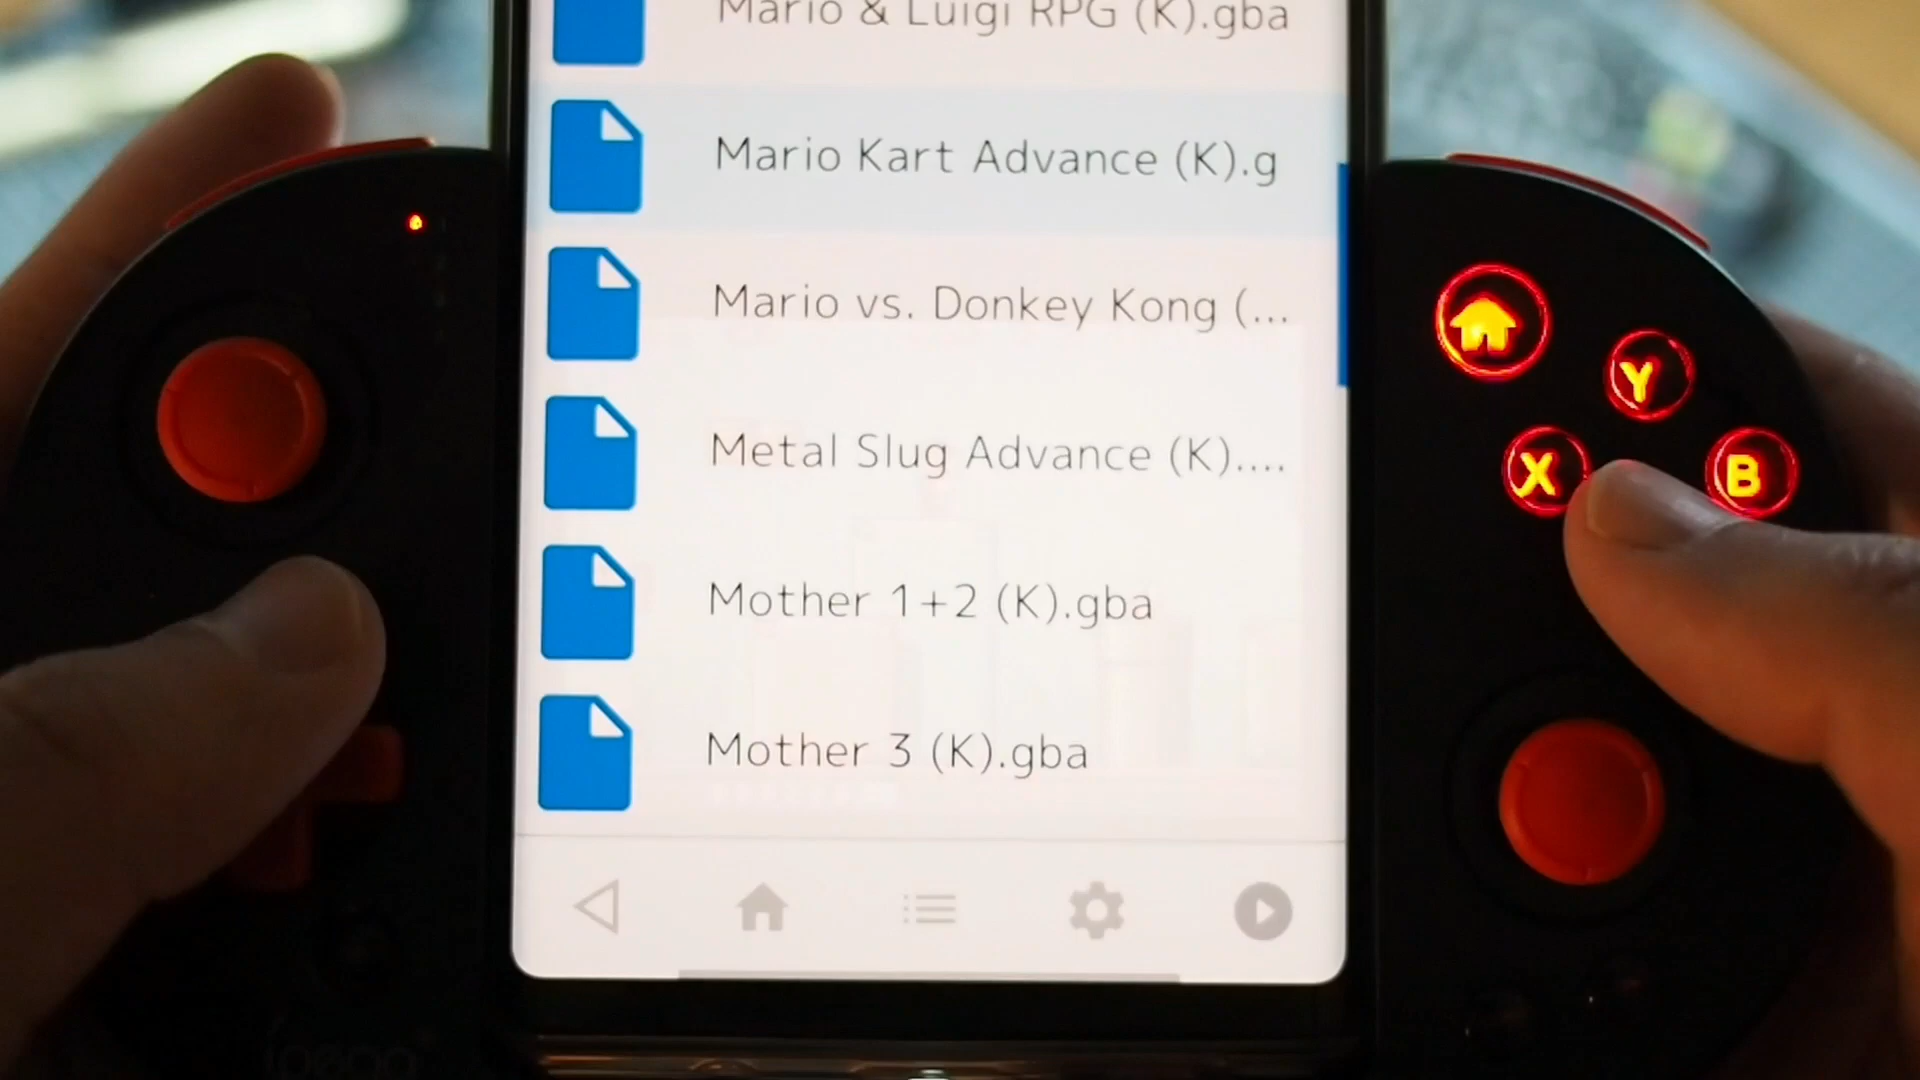 Mario & Luigi RPG (K).gba
Mario Kart Advance (K).g
Mario vs. Donkey Kong (...
Metal Slug Advance (K)....
Mother 1+2 (K).gba
Mother 3 (K).gba
Y
X
B